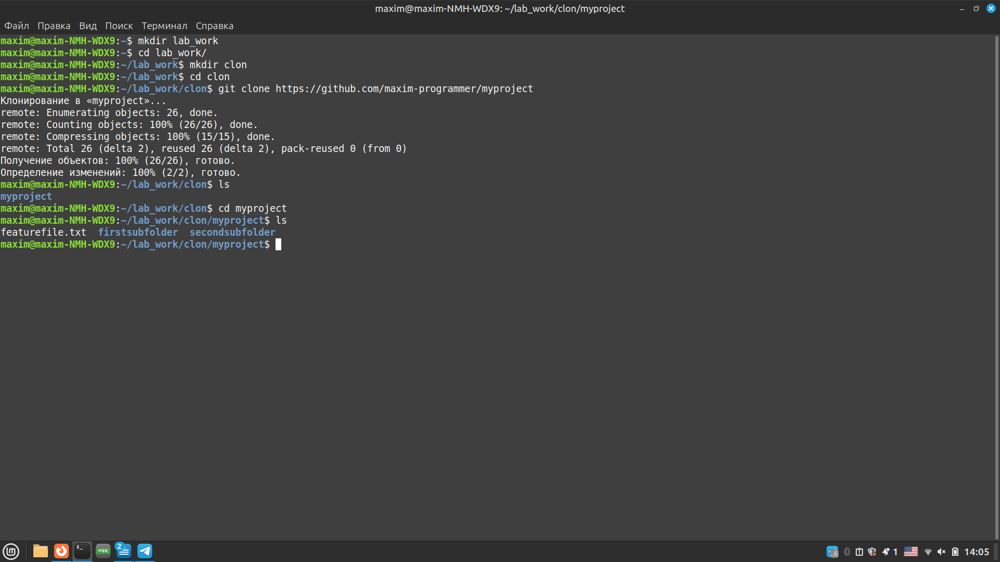 maxim@maxim-NMH-WDX9: ~/lab_work/clon/myproject
Файл Правка Вид Поиск Терминал Справка
maxim@maxim-NMH-WDX9:~$ mkdir lab_work
maxim@maxim-NMH-WDX9:~$ cd lab_work/
maxim@maxim-NMH-WDX9:~/lab_work$ mkdir clon
maxim@maxim-NMH-WDX9:~/lab_work$ cd clon
maxim@maxim-NMH-WDX9:~/lab_work/clon$ git clone https://github.com/maxim-programmer/myproject
Клонирование в «myproject»...
remote: Enumerating objects: 26, done.
remote: Counting objects: 100% (26/26), done.
remote: Compressing objects: 100% (15/15), done.
remote: Total 26 (delta 2), reused 26 (delta 2), pack-reused 0 (from 0)
Получение объектов: 100% (26/26), готово.
Определение изменений: 100% (2/2), готово.
maxim@maxim-NMH-WDX9:~/lab_work/clon$ ls
myproject
maxim@maxim-NMH-WDX9:~/lab_work/clon$ cd myproject
maxim@maxim-NMH-WDX9:~/lab_work/clon/myproject$ ls
featurefile.txt  firstsubfolder  secondsubfolder
maxim@maxim-NMH-WDX9:~/lab_work/clon/myproject$
$_ nqq 2 ..6 1 14:05